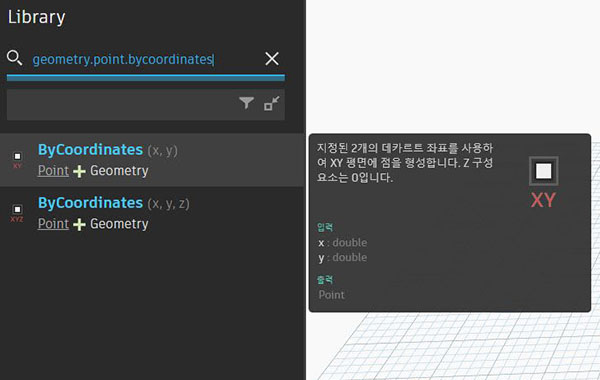 Library
geometry.point.bycoordinates
ByCoordinates (x, y)
XY
Point + Geometry
ByCoordinates (x, y, z)
XYZ
Point + Geometry
지정된 2개의 데카르트 좌표를 사용하
여 XY 평면에 점을 형성합니다. Z 구성
요소는 0입니다.
XY
입력
x : double
y : double
출력
Point